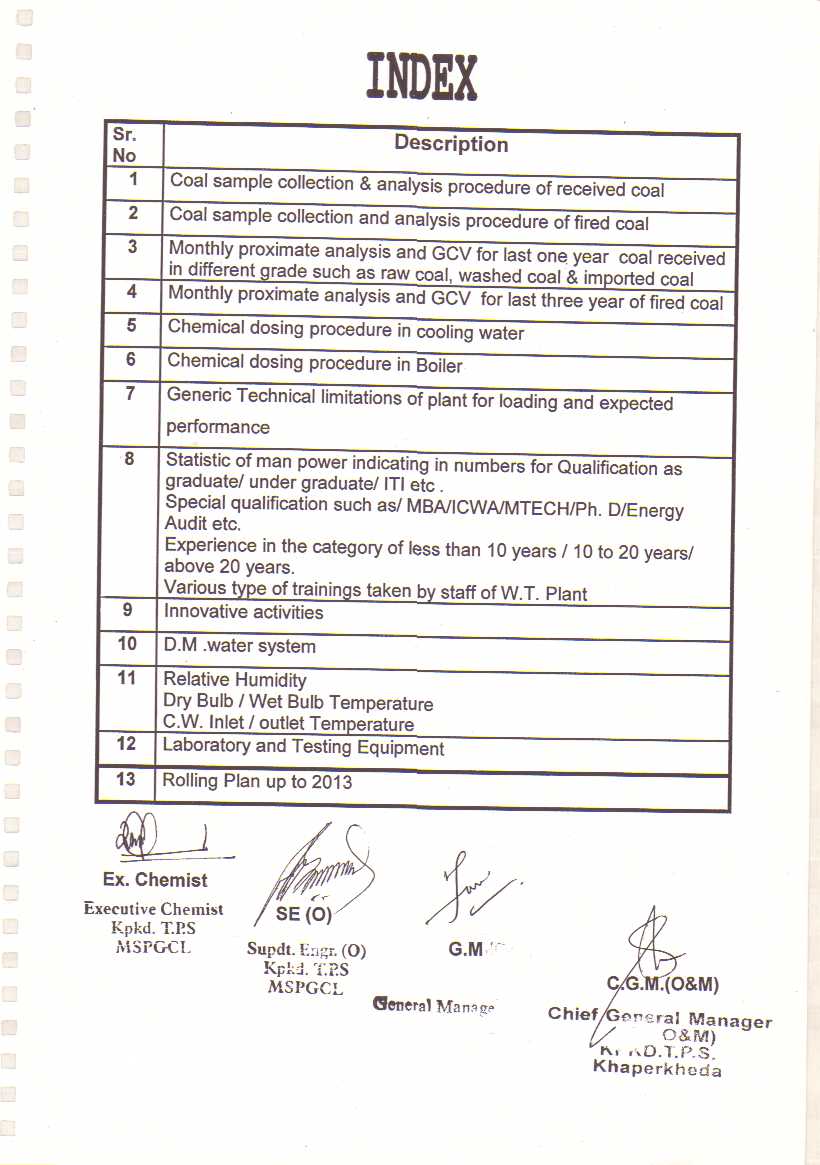 INDEX
Sr. No Description
1 Coal sample collection & analysis procedure of received coal
2 Coal sample collection and analysis procedure of fired coal
3 Monthly proximate analysis and GCV for last one year coal received
in different grade such as raw coal, washed coal & imported coal
4 Monthly proximate analysis and GCV for last three year of fired coal
5 Chemical dosing procedure in cooling water
6 Chemical dosing procedure in Boiler
7 Generic Technical limitations of plant for loading and expected
performance
8 Statistic of man power indicating in numbers for Qualification as
graduate/ under graduate/ ITI etc .
Special qualification such as/ MBA/ICWA/MTECH/Ph. D/Energy
Audit etc.
Experience in the category of less than 10 years / 10 to 20 years/
above 20 years.
Various type of trainings taken by staff of W.T. Plant
9 Innovative activities
10 D.M .water system
11 Relative Humidity
Dry Bulb / Wet Bulb Temperature
C.W. Inlet / outlet Temperature
12 Laboratory and Testing Equipment
13 Rolling Plan up to 2013
Ex. Chemist
Executive Chemist
Kpkd. T.P.S
MSPGCL
SE (O)
Supdt. Engr. (O)
Kpkd. T.P.S
MSPGCL
G.M
General Manage
C.G.M.(O&M)
Chief General Manager
O&M)
K D.T.P.S.
Khaperkheda